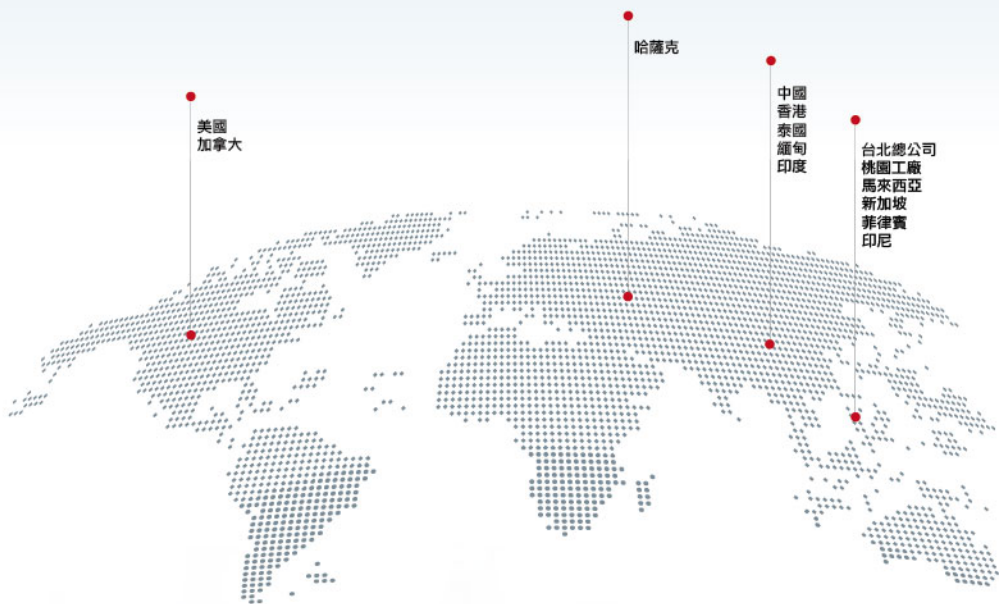 美國
加拿大
哈薩克
中國
香港
泰國
緬甸
印度
台北總公司
桃園工廠
馬來西亞
新加坡
菲律賓
印尼